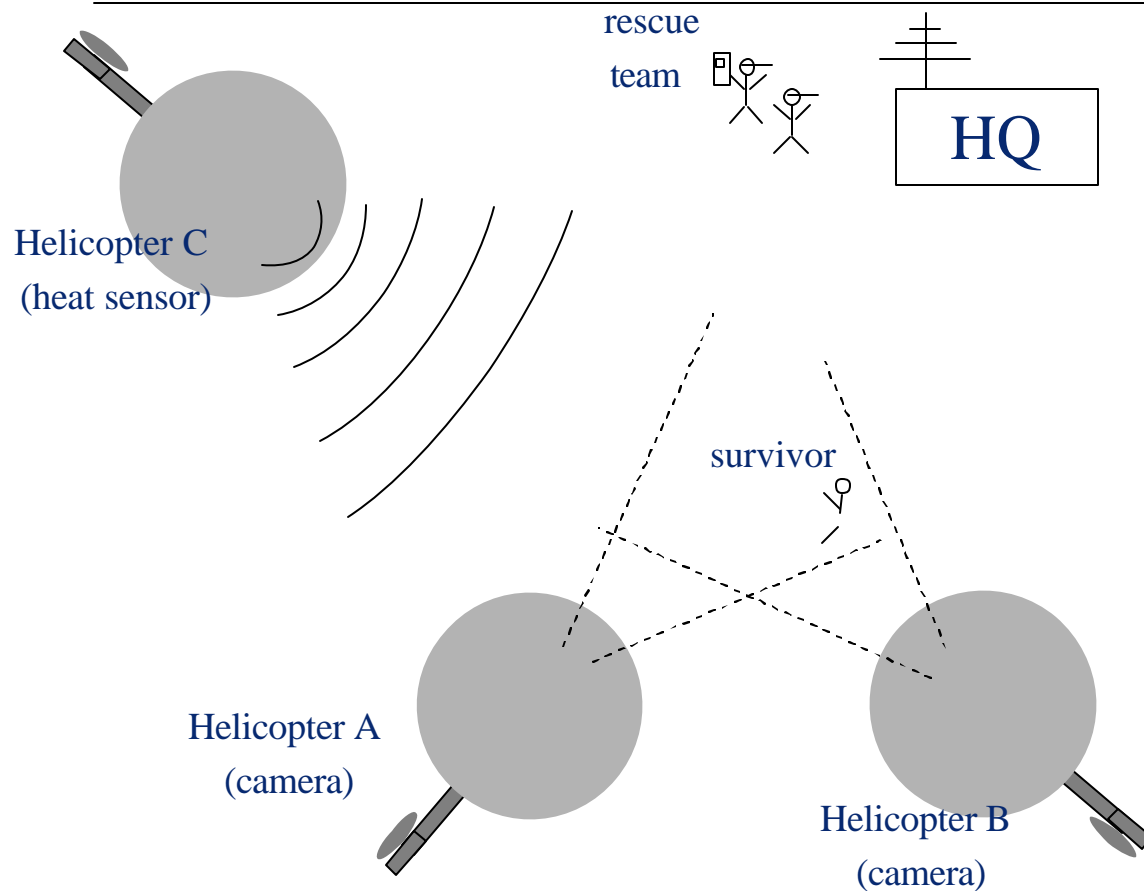 rescue
team
HQ
Helicopter C
(heat sensor)
survivor
Helicopter A
(camera)
Helicopter B
(camera)